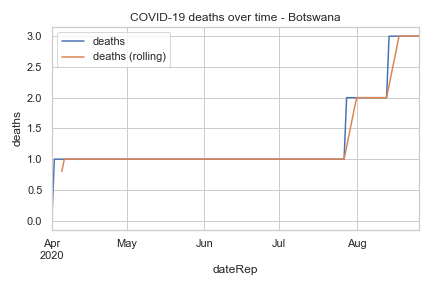 COVID-19 deaths over time - Botswana
deaths
deaths (rolling)
3.0
2.5
2.0
1.5
1.0
0.5
0.0
deaths
Apr
2020
May
Jun
Jul
Aug
dateRep